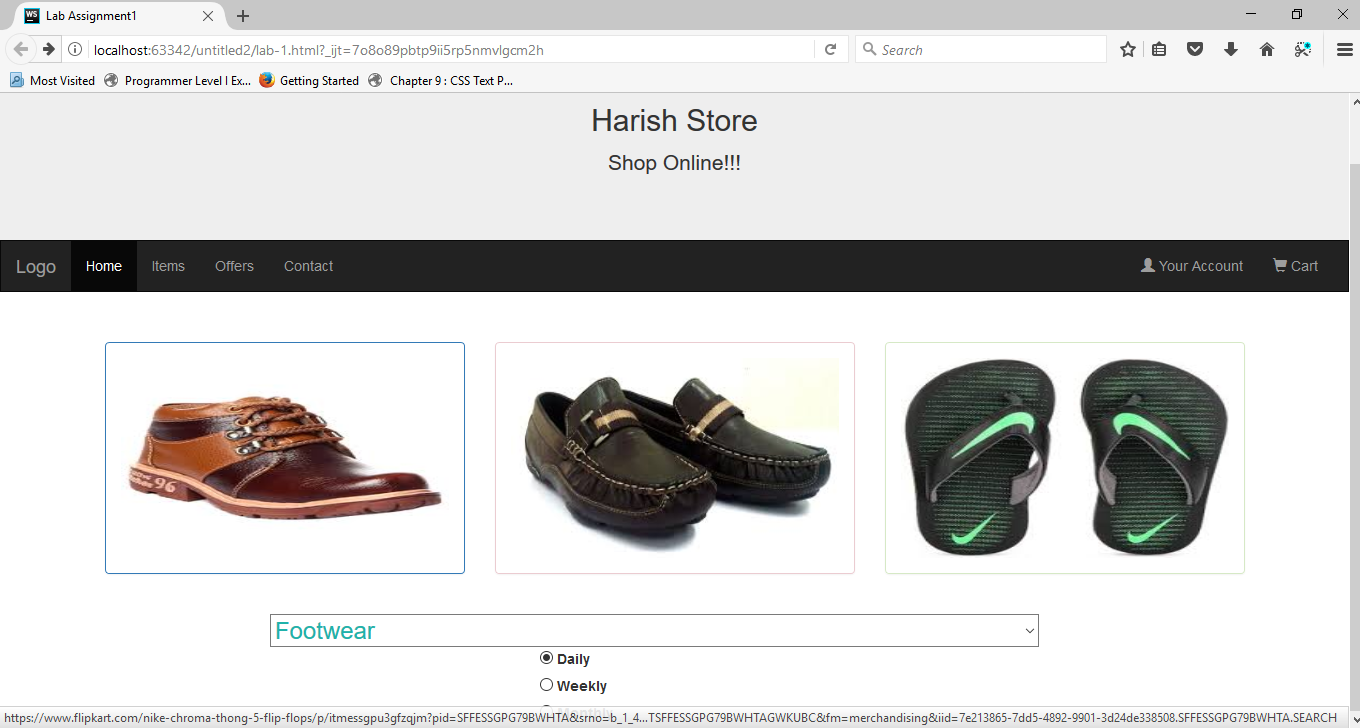 WS Lab Assignment1
localhost:63342/untitled2/lab-1.html?_ijt=7o8o89pbtp9ii5rp5nmvlgcm2h
Search
Most Visited Programmer Level I Ex... Getting Started Chapter 9 : CSS Text P...
Harish Store
Shop Online!!!
Logo Home Items Offers Contact Your Account Cart
96
Footwear
Daily
Weekly
Monthly
https://www.flipkart.com/nike-chroma-thong-5-flip-flops/p/itmessgpu3gfzqjm?pid=SFFESSGPG79BWHTA&srno=b_1_4...TSFFESSGPG79BWHTAGWKUBC&fm=merchandising&iid=7e213865-7dd5-4892-9901-3d24de338508.SFFESSGPG79BWHTA.SEARCH